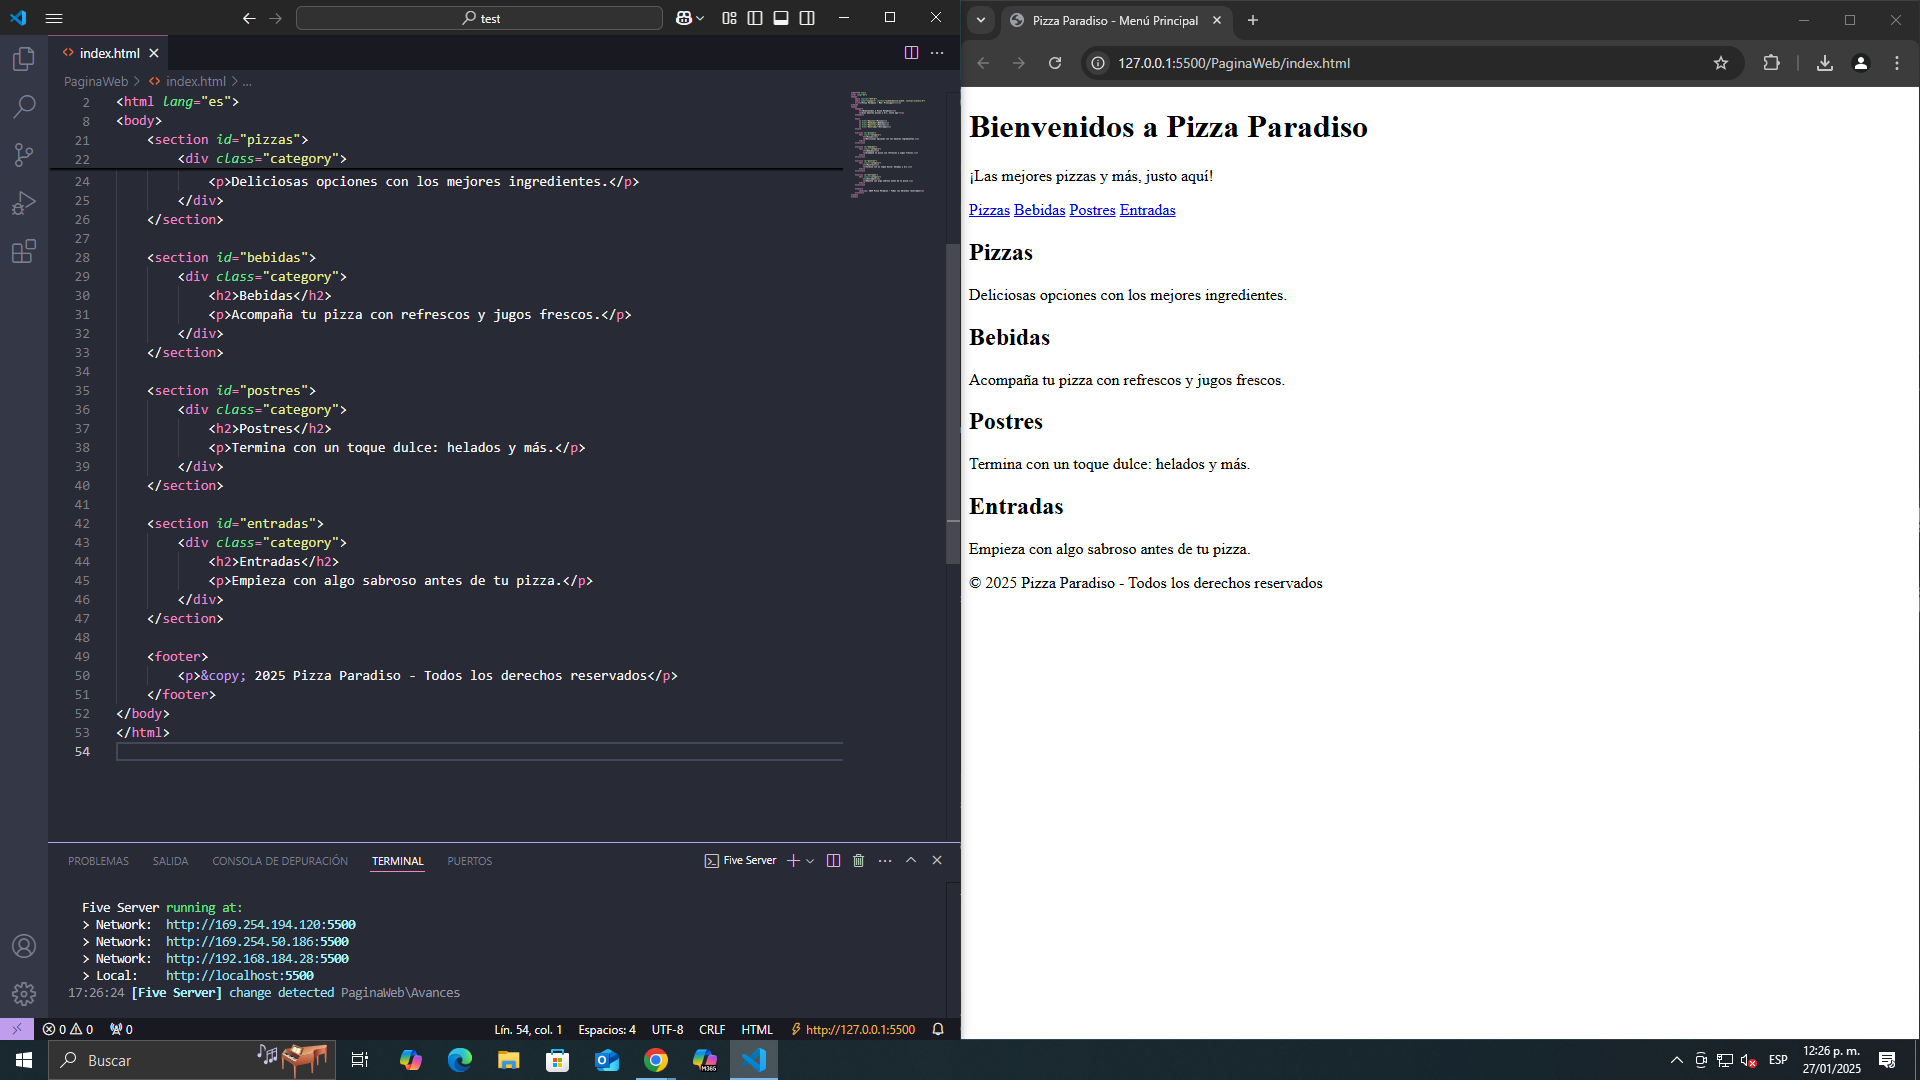 test
index.html
PaginaWeb > index.html > ...
2 <html lang="es">
8 <body>
21 <section id="pizzas">
22 <div class="category">
24 <p>Deliciosas opciones con los mejores ingredientes.</p>
25 </div>
26 </section>
27
28 <section id="bebidas">
29 <div class="category">
30 <h2>Bebidas</h2>
31 <p>Acompaña tu pizza con refrescos y jugos frescos.</p>
32 </div>
33 </section>
34
35 <section id="postres">
36 <div class="category">
37 <h2>Postres</h2>
38 <p>Termina con un toque dulce: helados y más.</p>
39 </div>
40 </section>
41
42 <section id="entradas">
43 <div class="category">
44 <h2>Entradas</h2>
45 <p>Empieza con algo sabroso antes de tu pizza.</p>
46 </div>
47 </section>
48
49 <footer>
50 <p>&copy; 2025 Pizza Paradiso - Todos los derechos reservados</p>
51 </footer>
52 </body>
53 </html>
54
PROBLEMAS SALIDA CONSOLA DE DEPURACIÓN TERMINAL PUERTOS
Five Server
Five Server running at:
> Network: http://169.254.194.120:5500
> Network: http://169.254.50.186:5500
> Network: http://192.168.184.28:5500
> Local: http://localhost:5500
17:26:24 [Five Server] change detected PaginaWeb\Avances
0 0 0 Lín. 54, col. 1 Espacios: 4 UTF-8 CRLF HTML http://127.0.0.1:5500
Pizza Paradiso - Menú Principal
127.0.0.1:5500/PaginaWeb/index.html
Bienvenidos a Pizza Paradiso
¡Las mejores pizzas y más, justo aquí!
Pizzas Bebidas Postres Entradas
Pizzas
Deliciosas opciones con los mejores ingredientes.
Bebidas
Acompaña tu pizza con refrescos y jugos frescos.
Postres
Termina con un toque dulce: helados y más.
Entradas
Empieza con algo sabroso antes de tu pizza.
© 2025 Pizza Paradiso - Todos los derechos reservados
Buscar
M365
ESP
12:26 p. m.
27/01/2025